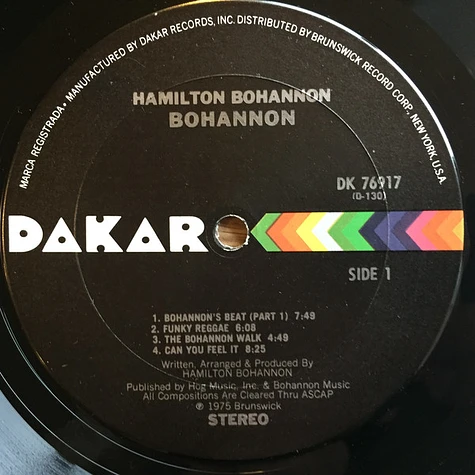 MARCA REGISTRADA • MANUFACTURED BY DAKAR RECORDS, INC. DISTRIBUTED BY BRUNSWICK RECORD CORP. NEW YORK, U.S.A.
HAMILTON BOHANNON
BOHANNON
DK 76917
(D-130)
DAKAR
SIDE 1
1. BOHANNON'S BEAT (PART 1) 7:49
2. FUNKY REGGAE 6:08
3. THE BOHANNON WALK 4:49
4. CAN YOU FEEL IT 8:25
Written, Arranged & Produced By
HAMILTON BOHANNON
Published by Hog Music, Inc. & Bohannon Music
All Compositions Are Cleared Thru ASCAP
℗ 1975 Brunswick
STEREO